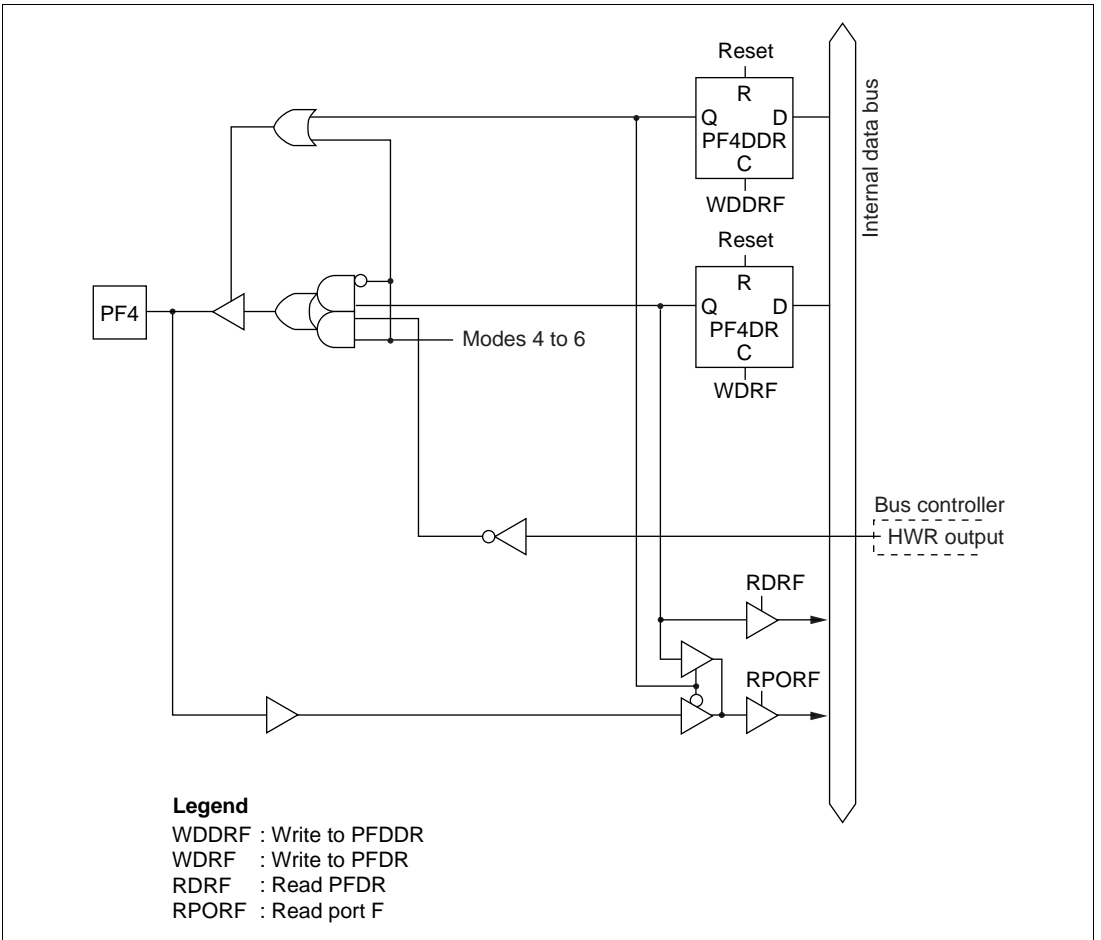 Reset
R
Q D
PF4DDR
C
WDDRF
Internal data bus
Reset
R
Q D
PF4DR
C
WDRF
PF4
Modes 4 to 6
Bus controller
HWR output
RDRF
RPORF
Legend
WDDRF : Write to PFDDR
WDRF : Write to PFDR
RDRF : Read PFDR
RPORF : Read port F